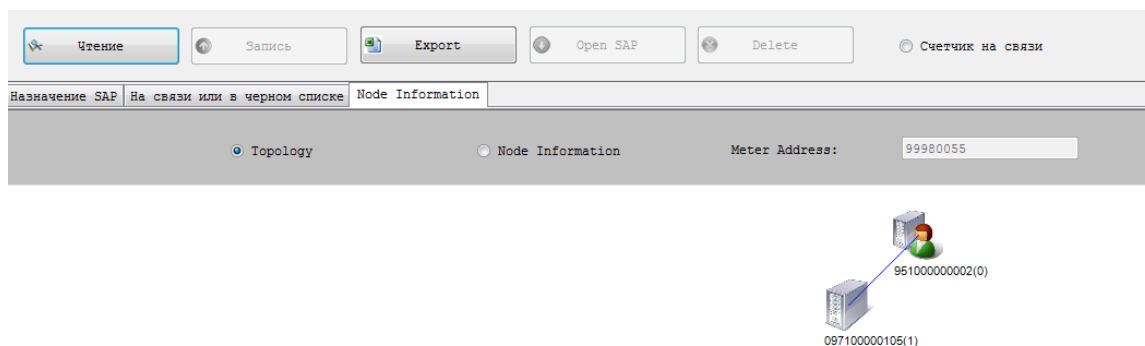 Чтение Запись Export Open SAP Delete Счетчик на связи
Назначение SAP На связи или в черном списке Node Information
Topology Node Information Meter Address: 99980055
951000000002(0)
097100000105(1)